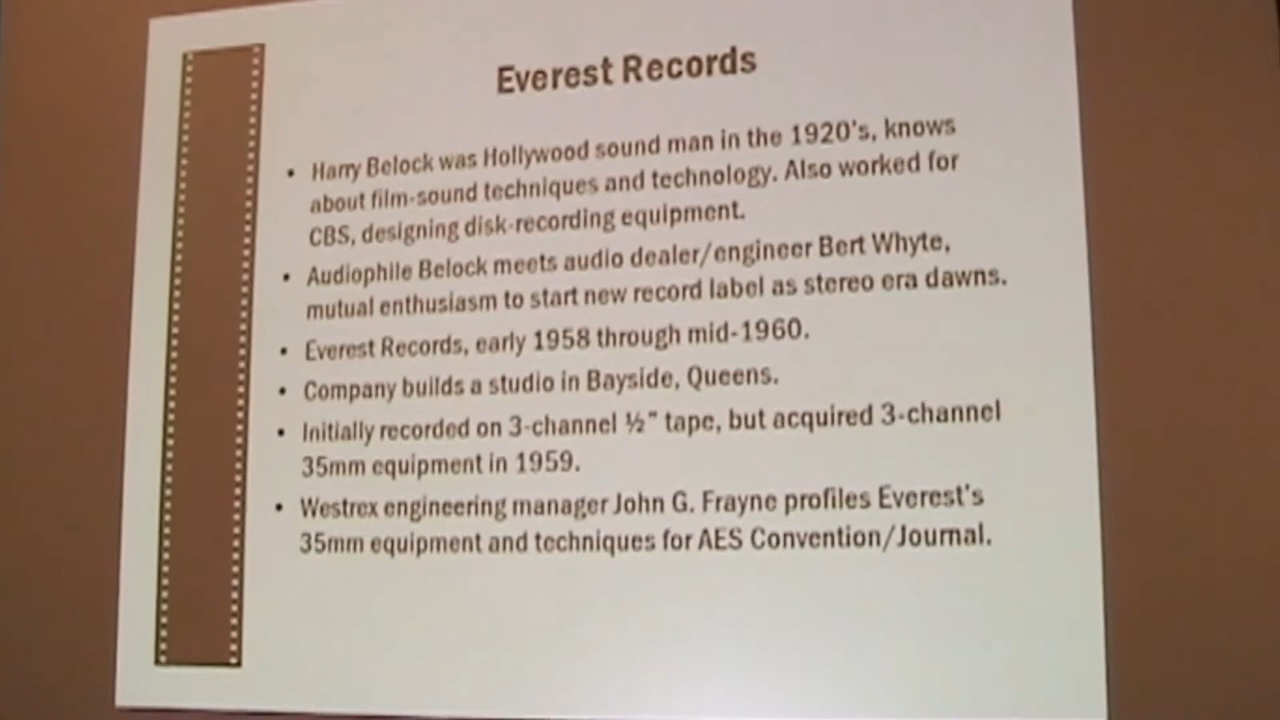 Everest Records
• Harry Belock was Hollywood sound man in the 1920's, knows
about film-sound techniques and technology. Also worked for
CBS, designing disk-recording equipment.
• Audiophile Belock meets audio dealer/engineer Bert Whyte,
mutual enthusiasm to start new record label as stereo era dawns.
• Everest Records, early 1958 through mid-1960.
• Company builds a studio in Bayside, Queens.
• Initially recorded on 3-channel ½" tape, but acquired 3-channel
35mm equipment in 1959.
• Westrex engineering manager John G. Frayne profiles Everest's
35mm equipment and techniques for AES Convention/Journal.